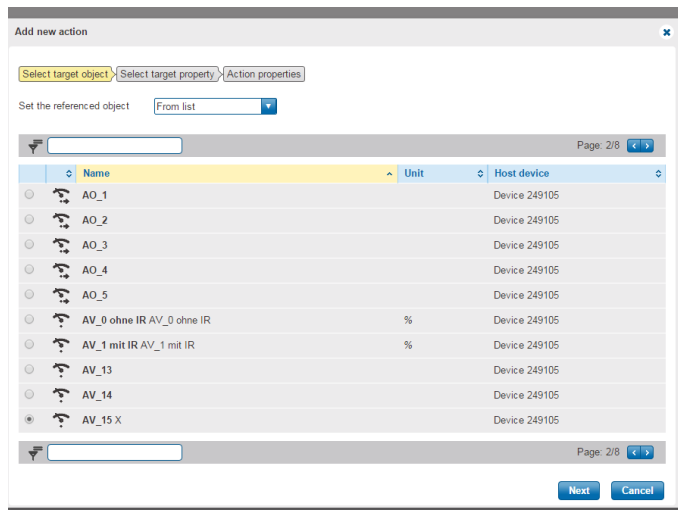 Add new action
Select target object Select target property Action properties
Set the referenced object From list
Page: 2/8
Name Unit Host device
AO_1 Device 249105
AO_2 Device 249105
AO_3 Device 249105
AO_4 Device 249105
AO_5 Device 249105
AV_0 ohne IR AV_0 ohne IR % Device 249105
AV_1 mit IR AV_1 mit IR % Device 249105
AV_13 Device 249105
AV_14 Device 249105
AV_15 X Device 249105
Page: 2/8
Next Cancel